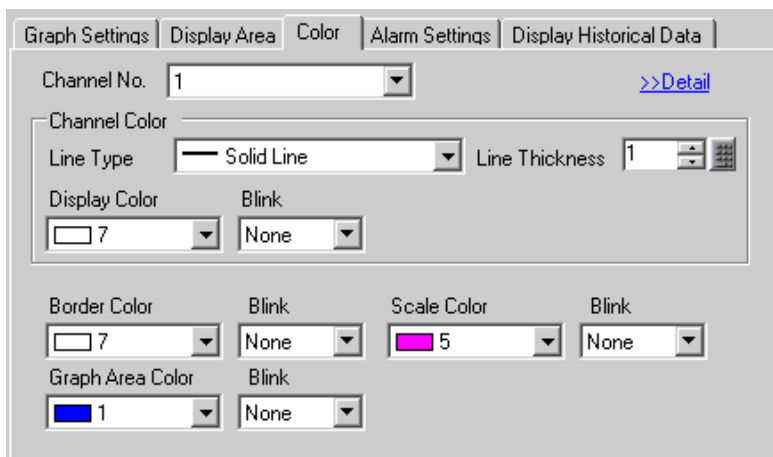 Graph Settings Display Area Color Alarm Settings Display Historical Data
Channel No. 1 >>Detail
Channel Color
Line Type Solid Line Line Thickness 1
Display Color Blink
7 None
Border Color Blink Scale Color Blink
7 None 5 None
Graph Area Color Blink
1 None